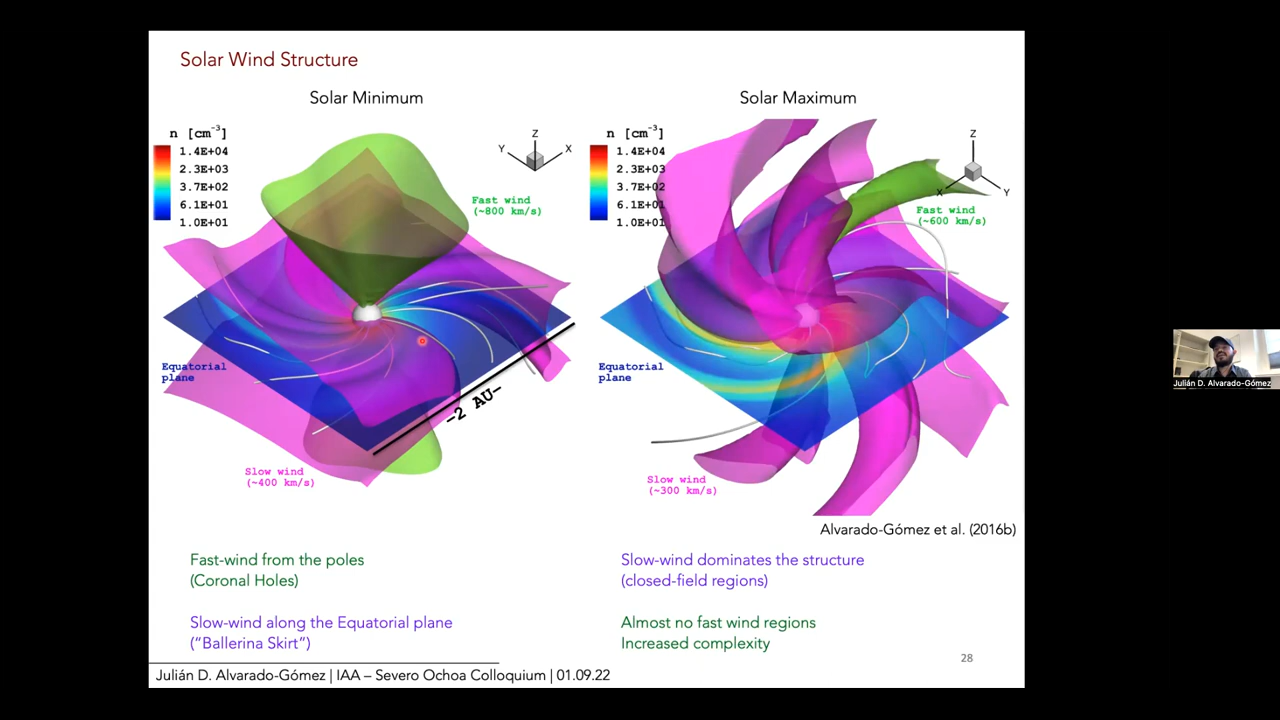 Solar Wind Structure
Solar Minimum
Solar Maximum
n [cm⁻³]
1.4E+04
2.3E+03
3.7E+02
6.1E+01
1.0E+01
Z
Y
X
Fast wind
(~800 km/s)
Equatorial
plane
-2 AU-
Slow wind
(~400 km/s)
n [cm⁻³]
1.4E+04
2.3E+03
3.7E+02
6.1E+01
1.0E+01
Z
X
Y
Fast wind
(~600 km/s)
Equatorial
plane
Slow wind
(~300 km/s)
Alvarado-Gómez et al. (2016b)
Fast-wind from the poles
(Coronal Holes)
Slow-wind along the Equatorial plane
(“Ballerina Skirt”)
Slow-wind dominates the structure
(closed-field regions)
Almost no fast wind regions
Increased complexity
28
Julián D. Alvarado-Gómez | IAA – Severo Ochoa Colloquium | 01.09.22
Julián D. Alvarado-Gómez